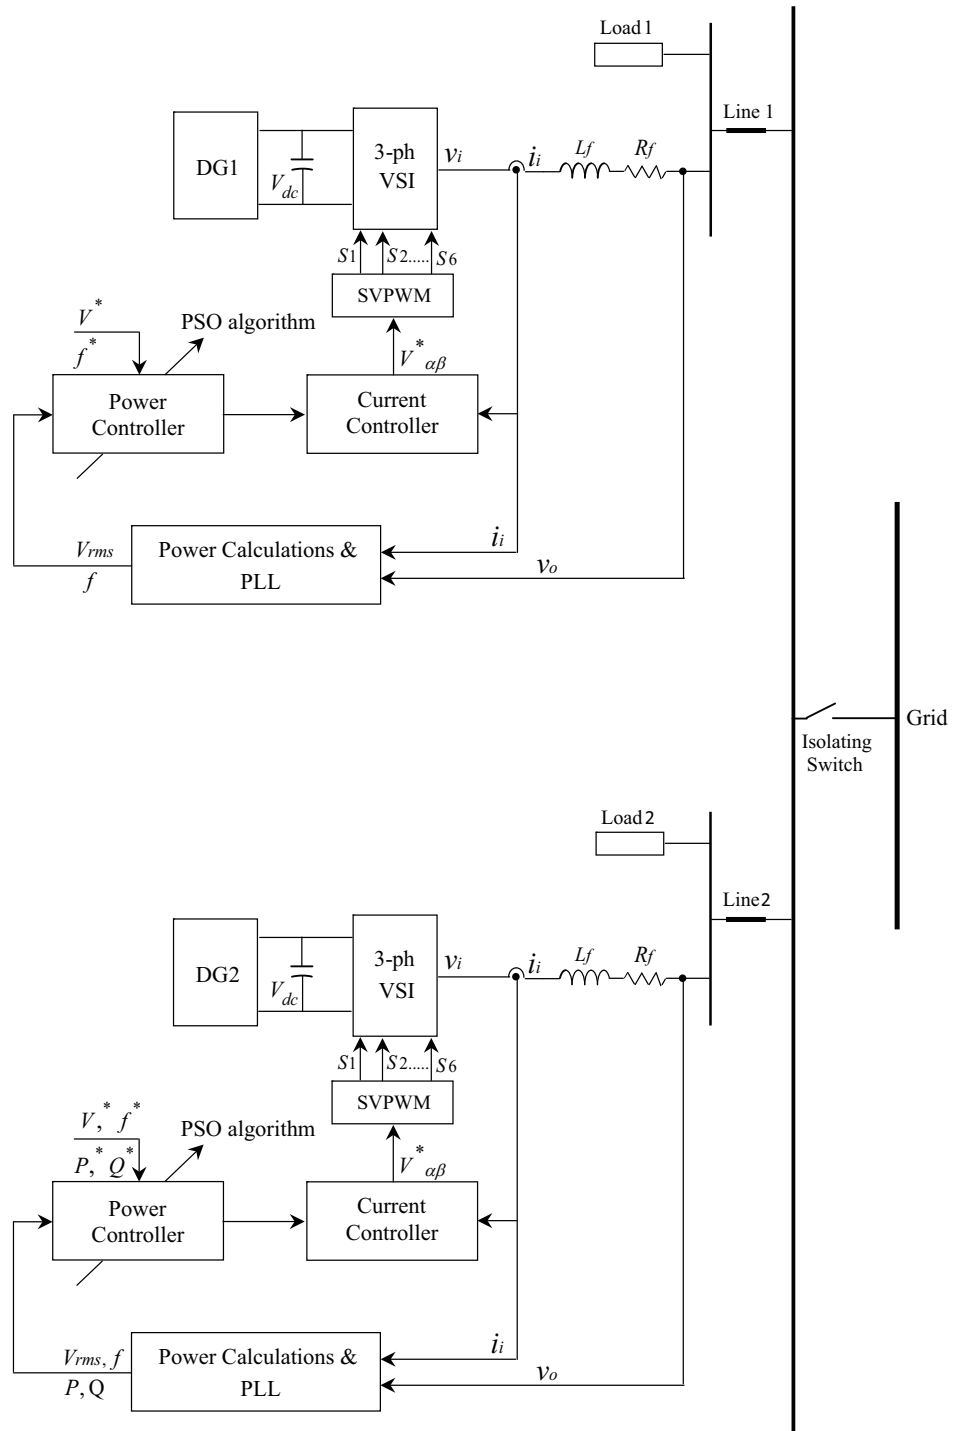 Load 1
Line 1
DG1
V_dc
3-ph
VSI
v_i
i_i
L_f
R_f
S1
S2.....
S6
SVPWM
V*
f*
PSO algorithm
V*_αβ
Power
Controller
Current
Controller
V_rms
f
Power Calculations &
PLL
i_i
v_o
Grid
Isolating
Switch
Load 2
Line 2
DG2
V_dc
3-ph
VSI
v_i
i_i
L_f
R_f
S1
S2.....
S6
SVPWM
V,* f*
P,* Q*
PSO algorithm
V*_αβ
Power
Controller
Current
Controller
V_rms, f
P, Q
Power Calculations &
PLL
i_i
v_o